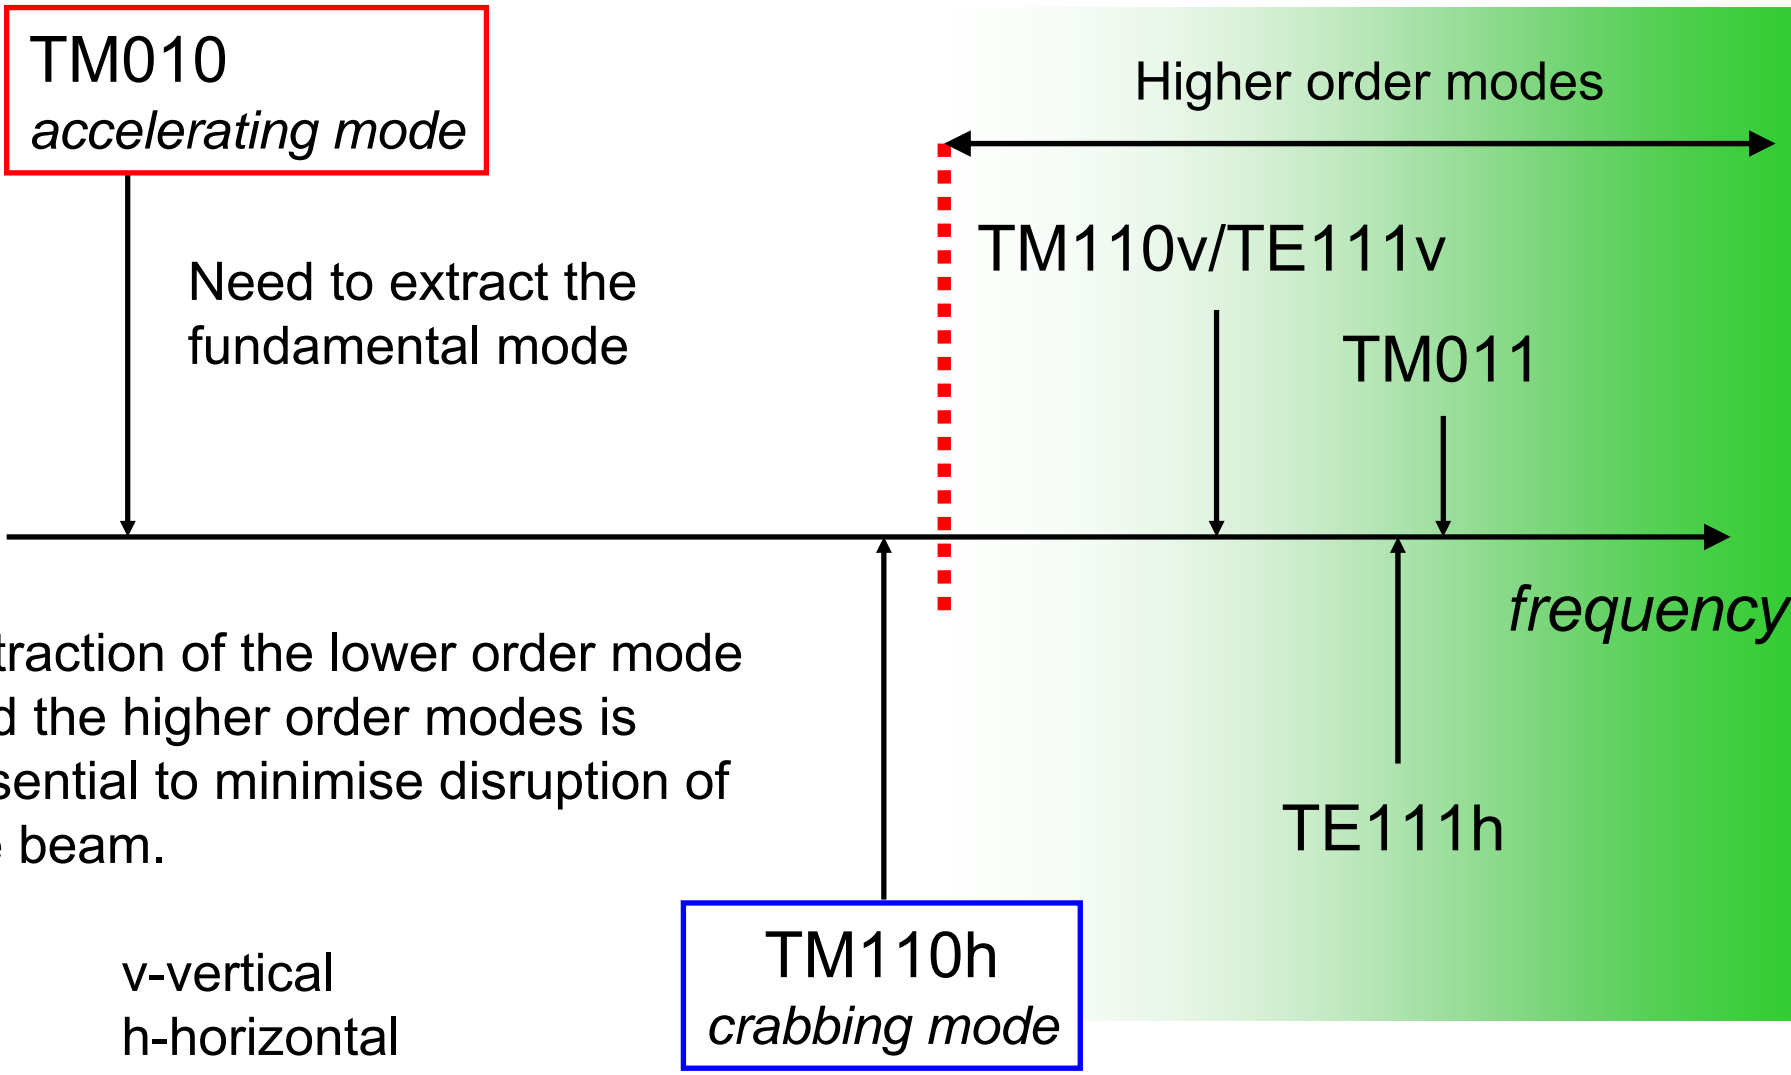 TM010
accelerating mode
Higher order modes
Need to extract the
fundamental mode
TM110v/TE111v
TM011
frequency
traction of the lower order mode
d the higher order modes is
sential to minimise disruption of
e beam.
TE111h
TM110h
crabbing mode
v-vertical
h-horizontal